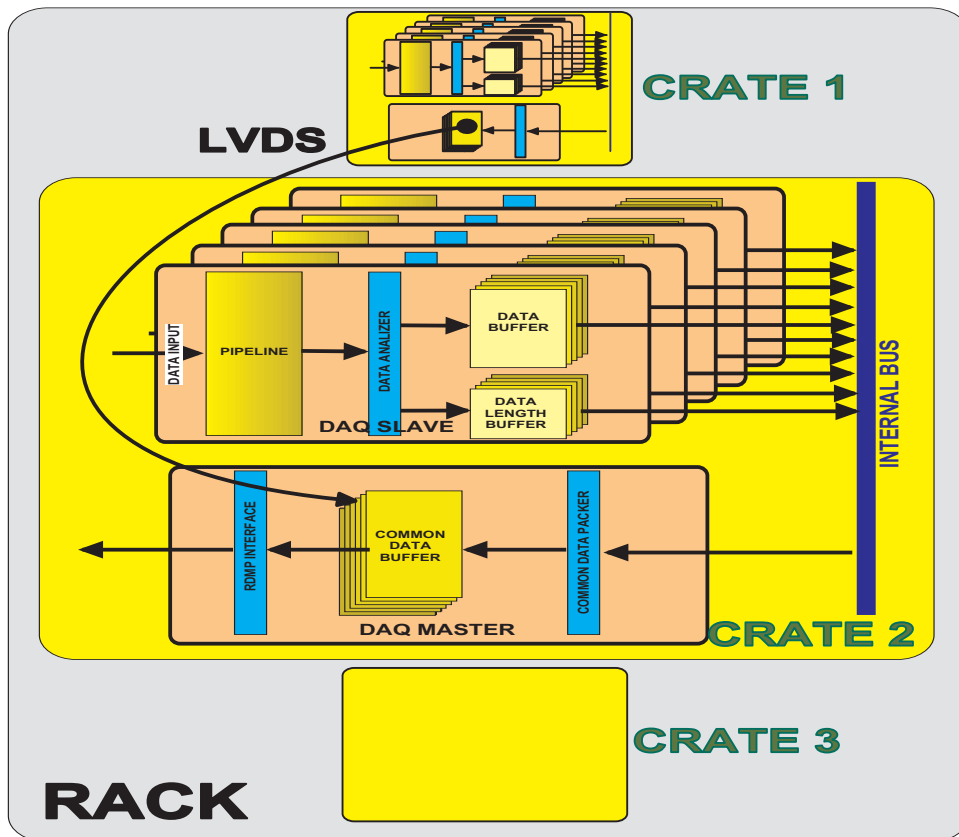 CRATE 1
LVDS
DATA INPUT
PIPELINE
DATA ANALIZER
DATA
BUFFER
DATA
LENGTH
BUFFER
DAQ SLAVE
INTERNAL BUS
RDMP INTERFACE
COMMON
DATA
BUFFER
COMMON DATA PACKER
DAQ MASTER
CRATE 2
CRATE 3
RACK